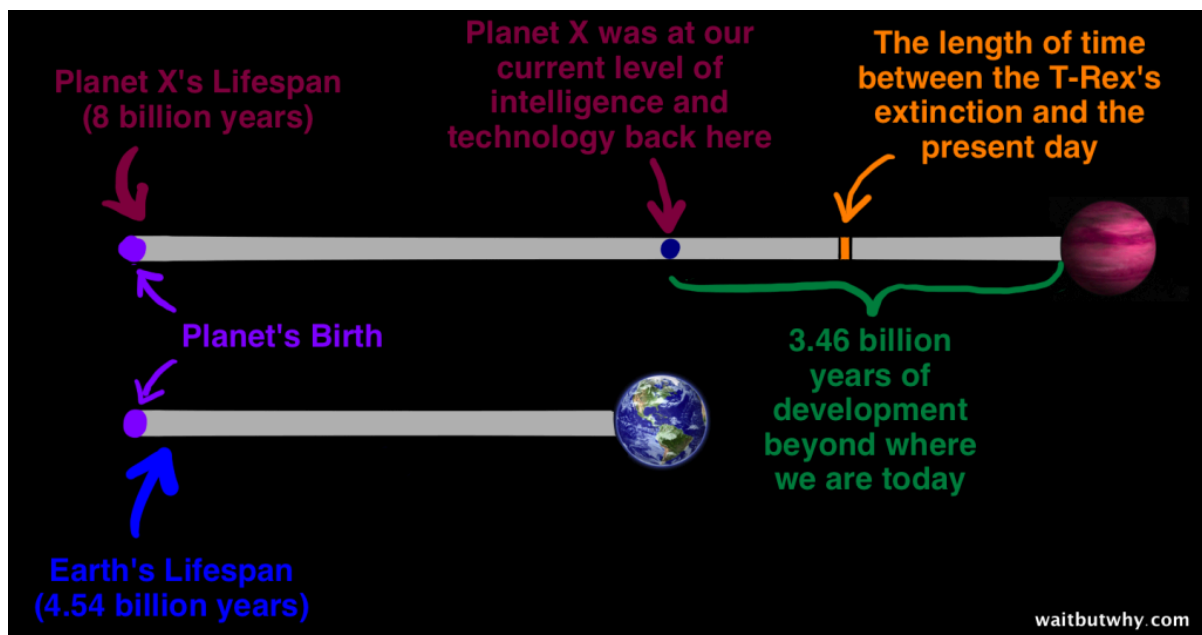 Planet X's Lifespan
(8 billion years)
Planet X was at our
current level of
intelligence and
technology back here
The length of time
between the T-Rex's
extinction and the
present day
Planet's Birth
3.46 billion
years of
development
beyond where
we are today
Earth's Lifespan
(4.54 billion years)
waitbutwhy.com